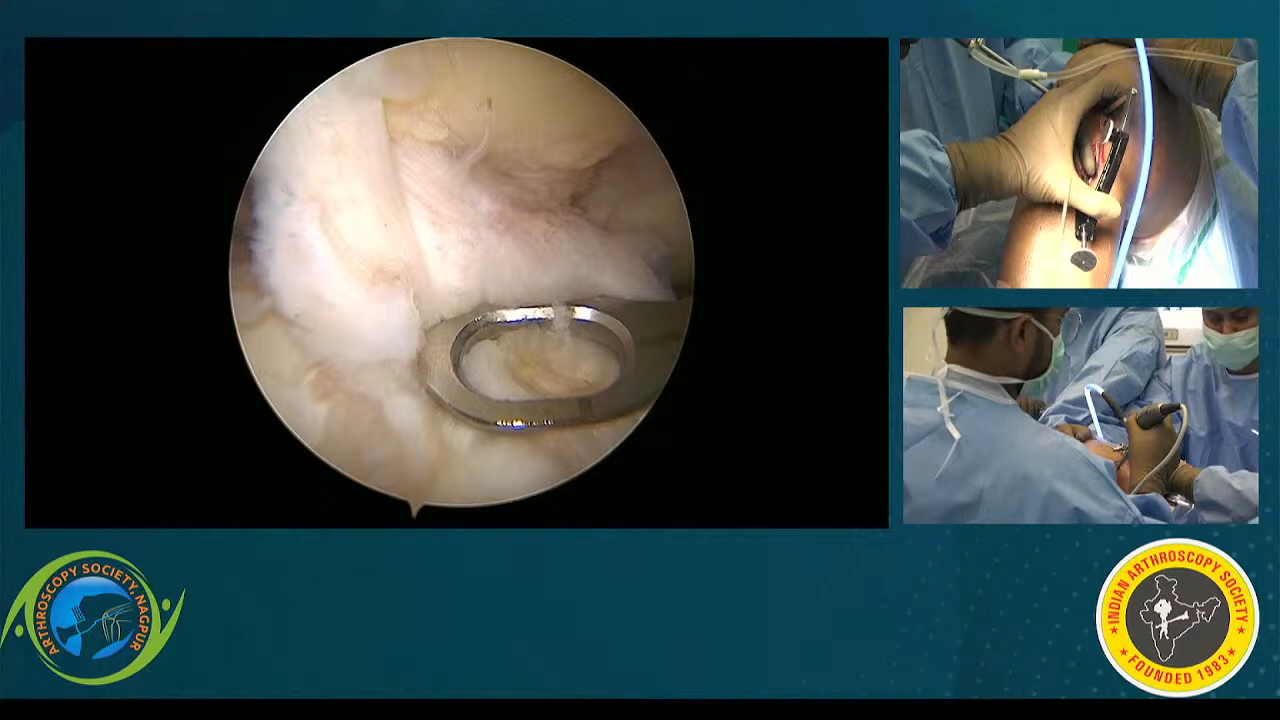 ARTHROSCOPY SOCIETY, NAGPUR
INDIAN ARTHROSCOPY SOCIETY
FOUNDED 1983